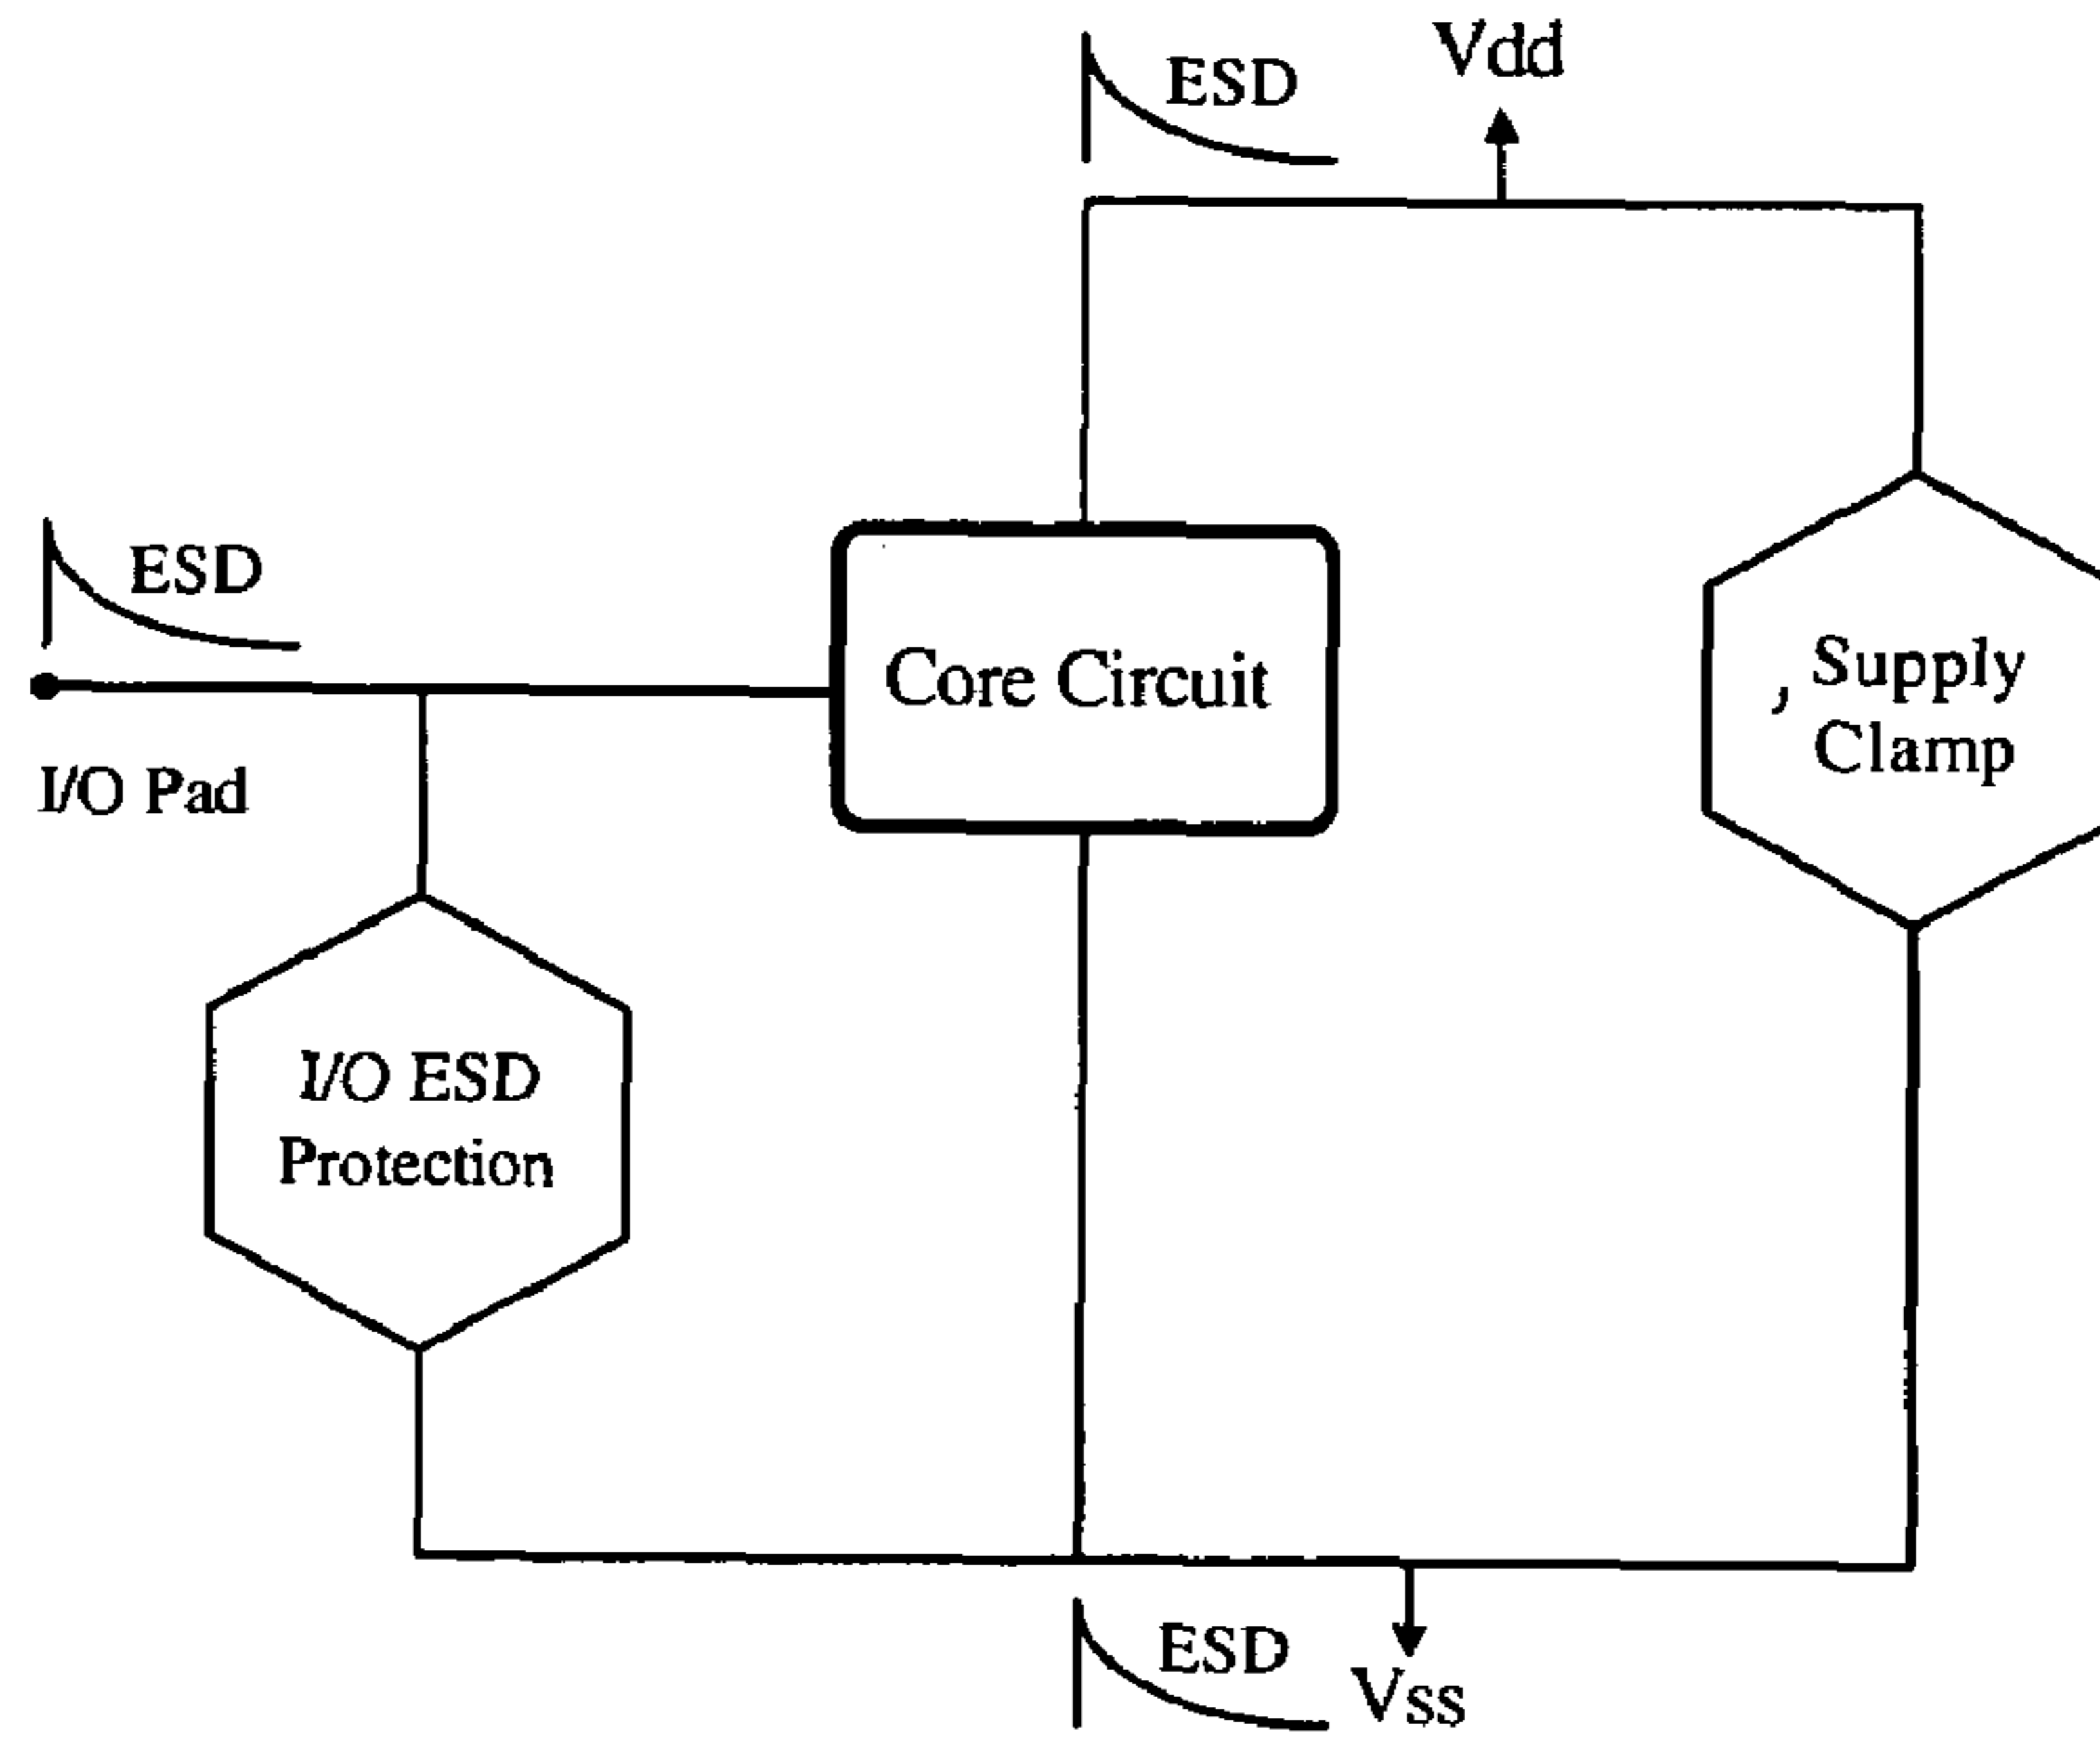 Vdd
ESD
ESD
Core Circuit
, Supply
Clamp
I/O Pad
I/O ESD
Protection
ESD
Vss